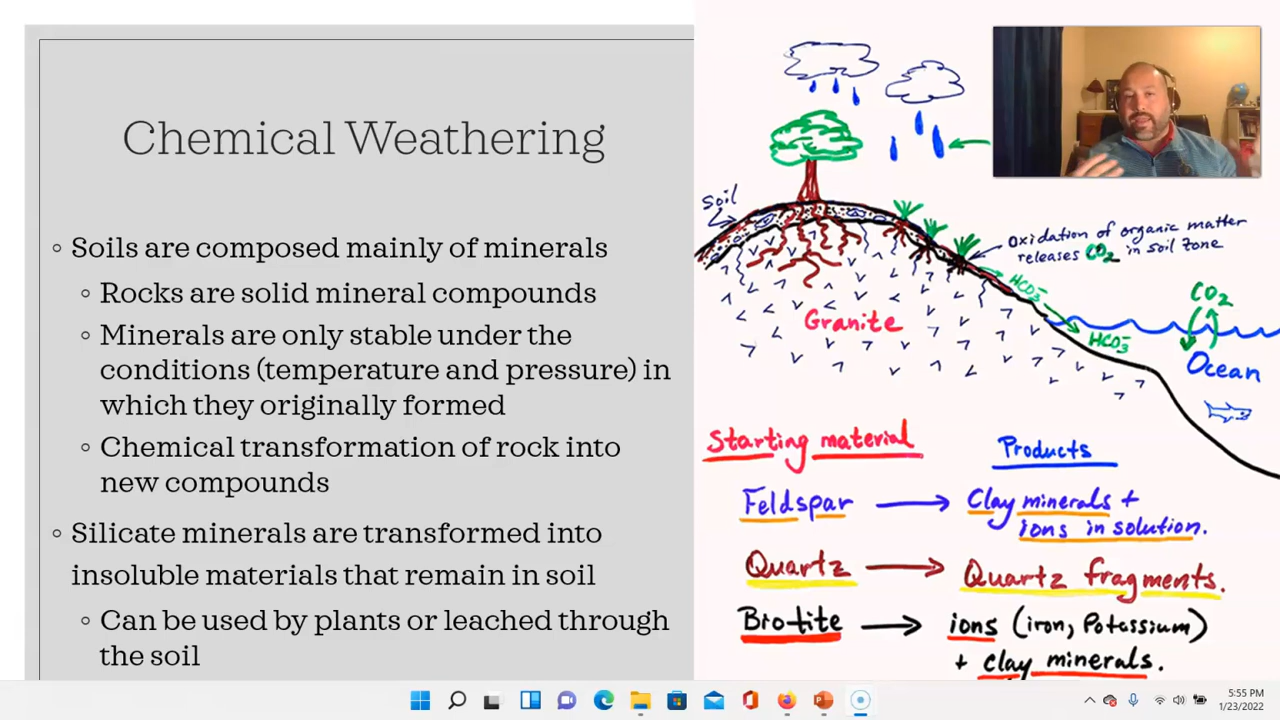 Chemical Weathering
Soils are composed mainly of minerals
Rocks are solid mineral compounds
Minerals are only stable under the
conditions (temperature and pressure) in
which they originally formed
Chemical transformation of rock into
new compounds
Silicate minerals are transformed into
insoluble materials that remain in soil
Can be used by plants or leached through
the soil
Soil
Oxidation of organic matter
releases CO2 in soil zone
HCO3-
HCO3-
CO2
Ocean
Granite
Starting material
Products
Feldspar
Clay minerals +
ions in solution.
Quartz
Quartz fragments.
Brotite
ions (iron, Potassium)
+ clay minerals.
5:55 PM
1/23/2022